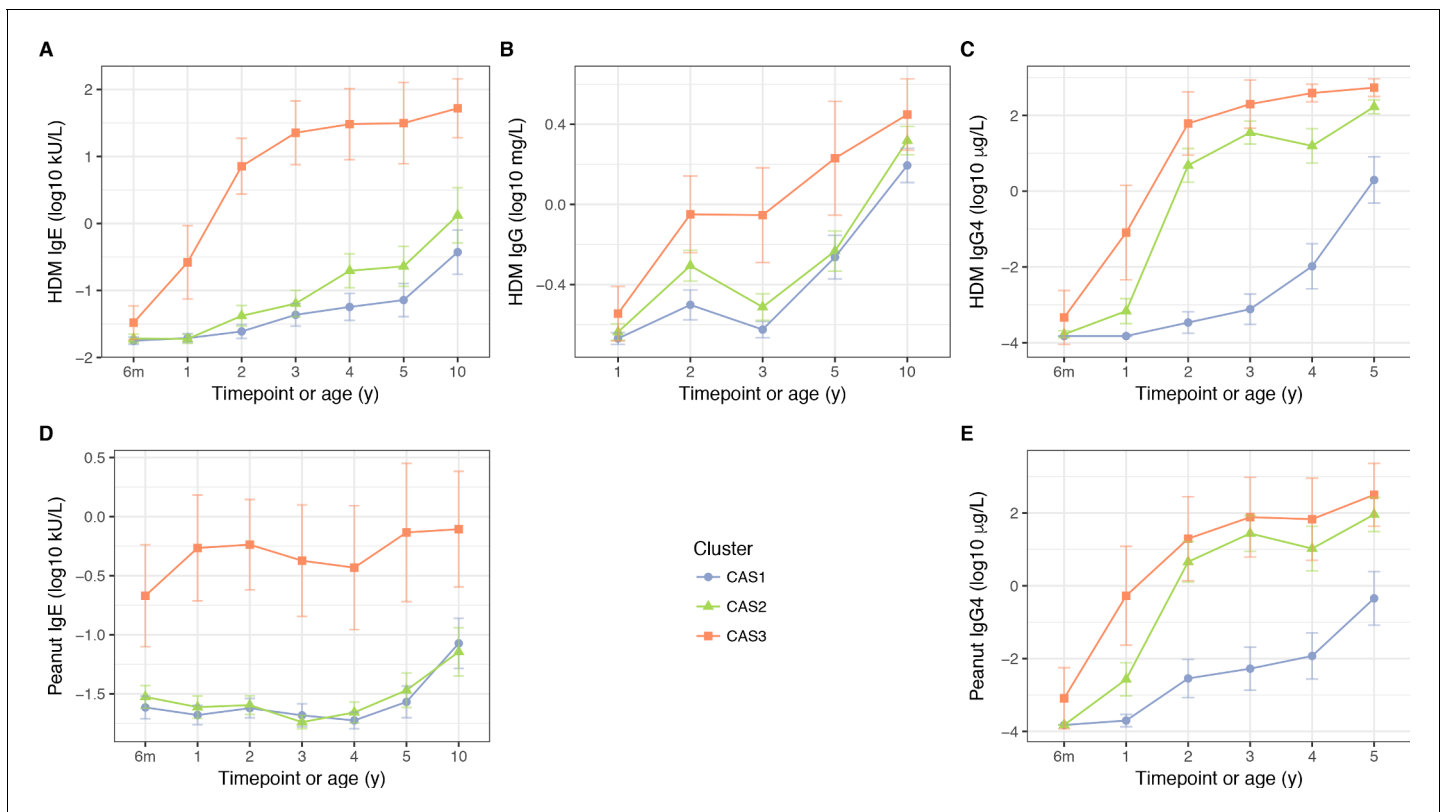 A
HDM IgE (log10 kU/L)
2
1
0
−1
−2
6m 1 2 3 4 5 10
Timepoint or age (y)
B
HDM IgG (log10 mg/L)
0.4
0.0
−0.4
1 2 3 5 10
Timepoint or age (y)
C
HDM IgG4 (log10 μg/L)
2
0
−2
−4
6m 1 2 3 4 5
Timepoint or age (y)
D
Peanut IgE (log10 kU/L)
0.5
0.0
−0.5
−1.0
−1.5
6m 1 2 3 4 5 10
Timepoint or age (y)
Cluster
CAS1
CAS2
CAS3
E
Peanut IgG4 (log10 μg/L)
2
0
−2
−4
6m 1 2 3 4 5
Timepoint or age (y)